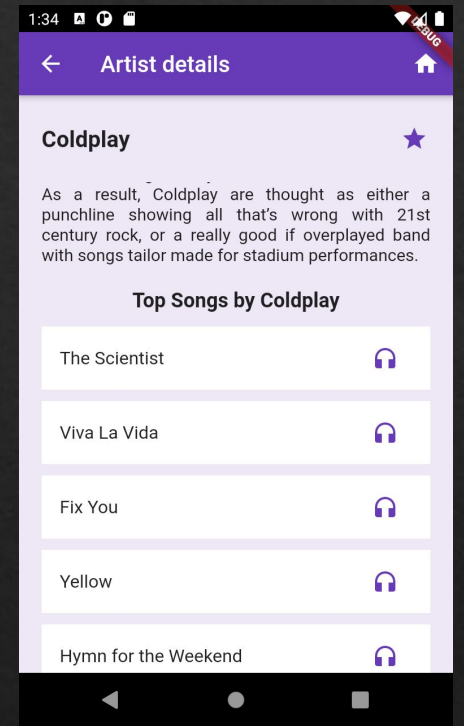 1:34
DEBUG
Artist details
Coldplay
As a result, Coldplay are thought as either a
punchline showing all that's wrong with 21st
century rock, or a really good if overplayed band
with songs tailor made for stadium performances.
Top Songs by Coldplay
The Scientist
Viva La Vida
Fix You
Yellow
Hymn for the Weekend